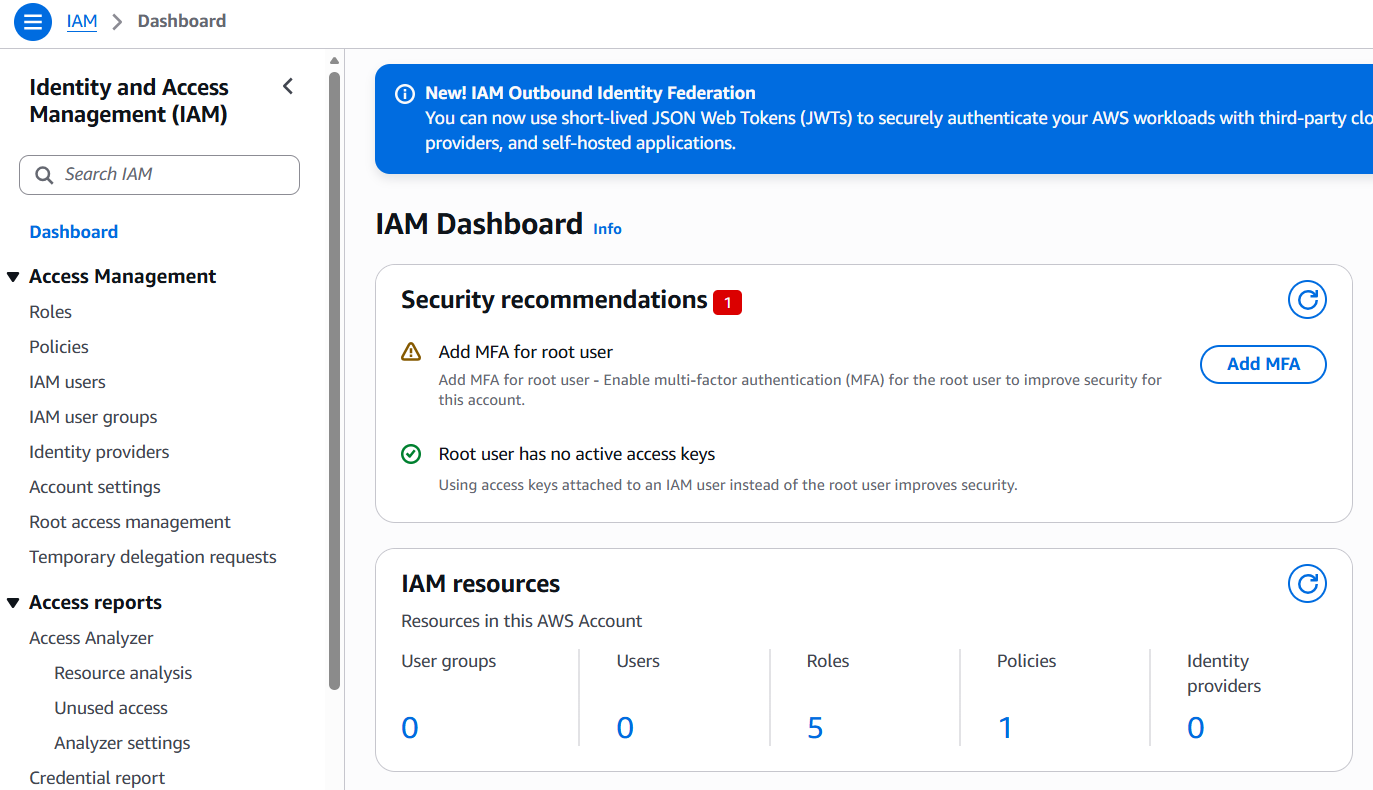 IAM > Dashboard
Identity and Access
Management (IAM)
Search IAM
Dashboard
Access Management
Roles
Policies
IAM users
IAM user groups
Identity providers
Account settings
Root access management
Temporary delegation requests
Access reports
Access Analyzer
Resource analysis
Unused access
Analyzer settings
Credential report
New! IAM Outbound Identity Federation
You can now use short-lived JSON Web Tokens (JWTs) to securely authenticate your AWS workloads with third-party clo
providers, and self-hosted applications.
IAM Dashboard Info
Security recommendations 1
Add MFA for root user
Add MFA for root user - Enable multi-factor authentication (MFA) for the root user to improve security for
this account.
Add MFA
Root user has no active access keys
Using access keys attached to an IAM user instead of the root user improves security.
IAM resources
Resources in this AWS Account
User groups
0
Users
0
Roles
5
Policies
1
Identity
providers
0